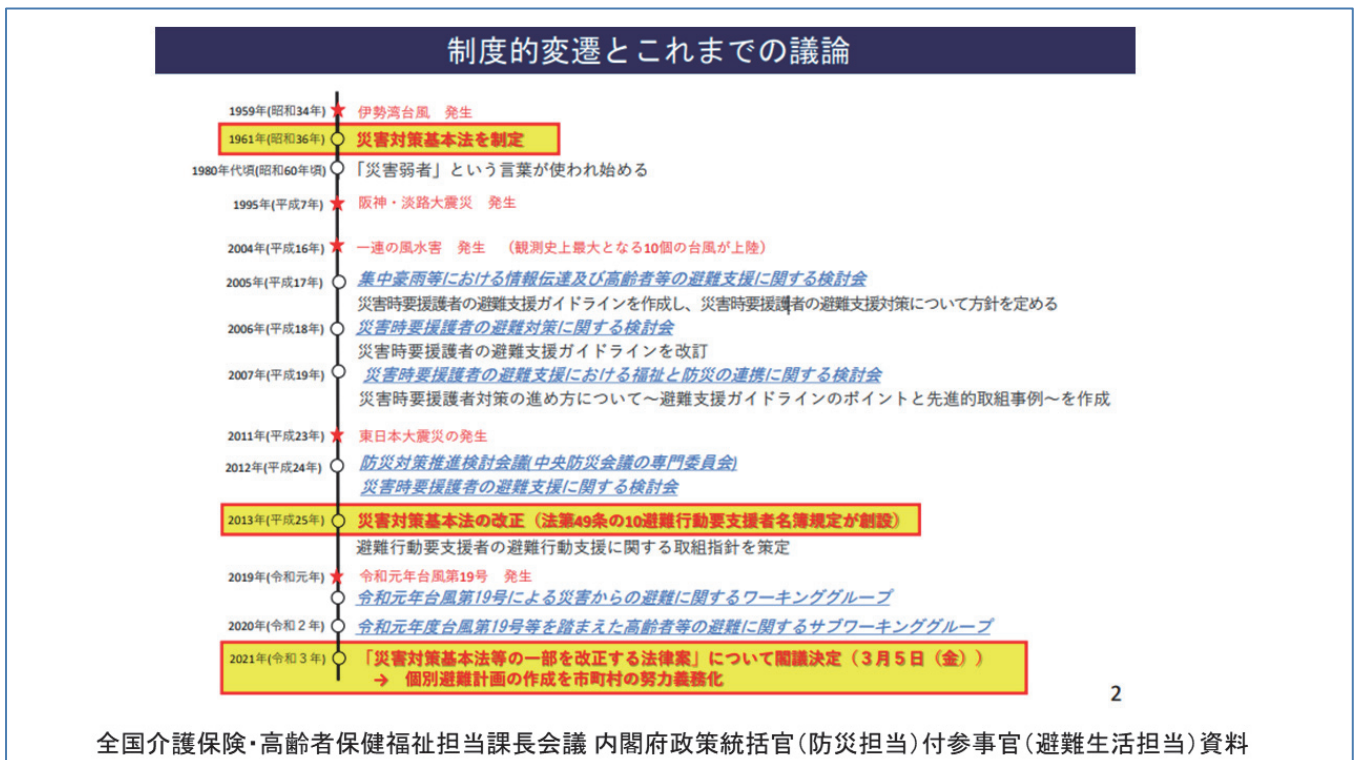 制度的変遷とこれまでの議論
1959年(昭和34年) ★ 伊勢湾台風 発生
1961年(昭和36年) 災害対策基本法を制定
1980年代頃(昭和60年頃) 「災害弱者」という言葉が使われ始める
1995年(平成7年) ★ 阪神・淡路大震災 発生
2004年(平成16年) ★ 一連の風水害 発生 （観測史上最大となる10個の台風が上陸）
2005年(平成17年) 集中豪雨等における情報伝達及び高齢者等の避難支援に関する検討会
災害時要援護者の避難支援ガイドラインを作成し、災害時要援護者の避難支援対策について方針を定める
2006年(平成18年) 災害時要援護者の避難対策に関する検討会
災害時要援護者の避難支援ガイドラインを改訂
2007年(平成19年) 災害時要援護者の避難支援における福祉と防災の連携に関する検討会
災害時要援護者対策の進め方について～避難支援ガイドラインのポイントと先進的取組事例～を作成
2011年(平成23年) ★ 東日本大震災の発生
2012年(平成24年) 防災対策推進検討会議(中央防災会議の専門委員会)
災害時要援護者の避難支援に関する検討会
2013年(平成25年) 災害対策基本法の改正（法第49条の10避難行動要支援者名簿規定が創設）
避難行動要支援者の避難行動支援に関する取組指針を策定
2019年(令和元年) ★ 令和元年台風第19号 発生
令和元年台風第19号による災害からの避難に関するワーキンググループ
2020年(令和２年) 令和元年度台風第19号等を踏まえた高齢者等の避難に関するサブワーキンググループ
2021年(令和３年) 「災害対策基本法等の一部を改正する法律案」について閣議決定（３月５日（金））
→ 個別避難計画の作成を市町村の努力義務化
2
全国介護保険・高齢者保健福祉担当課長会議 内閣府政策統括官(防災担当)付参事官(避難生活担当)資料